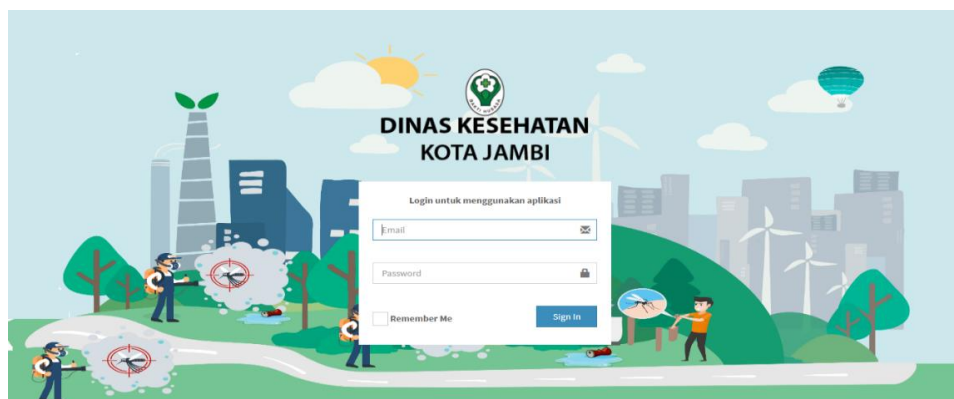 DINAS KESEHATAN
KOTA JAMBI
Login untuk menggunakan aplikasi
Email
Password
Remember Me
Sign In